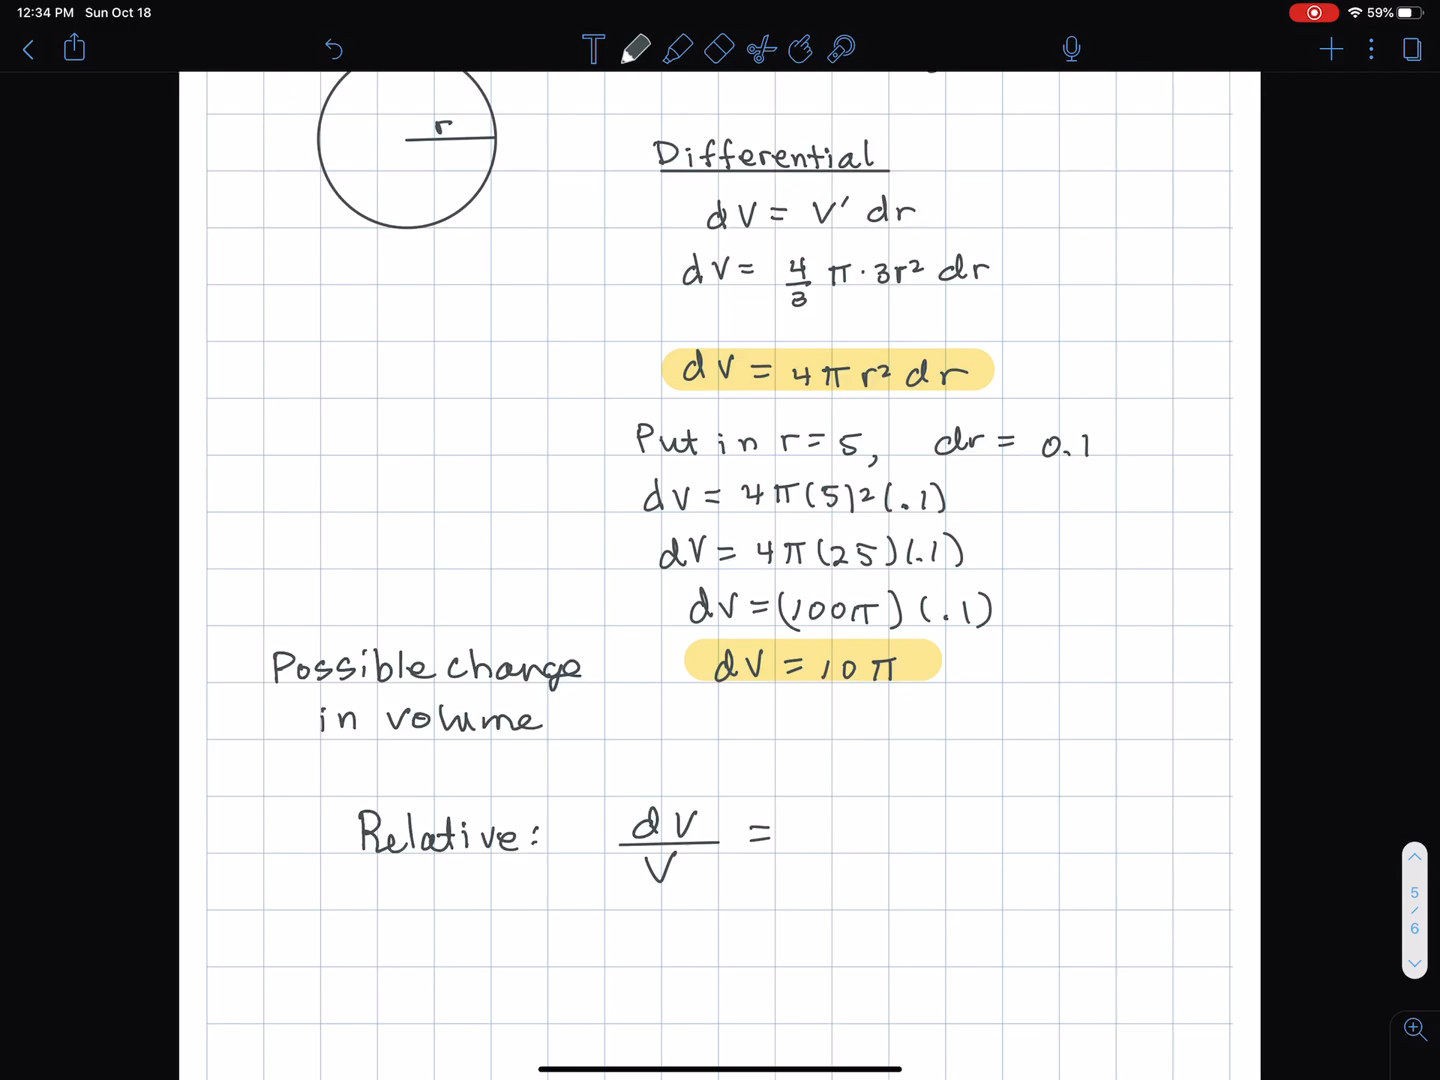 12:34 PM Sun Oct 18
59%
r
Differential
dV = V' dr
dV = 4/3 π · 3r² dr
dV = 4πr² dr
Put in r = 5, dr = 0.1
dV = 4π(5)²(.1)
dV = 4π(25)(.1)
dV = (100π)(.1)
dV = 10π
Possible change
in volume
Relative: dV/V =
5
/
6